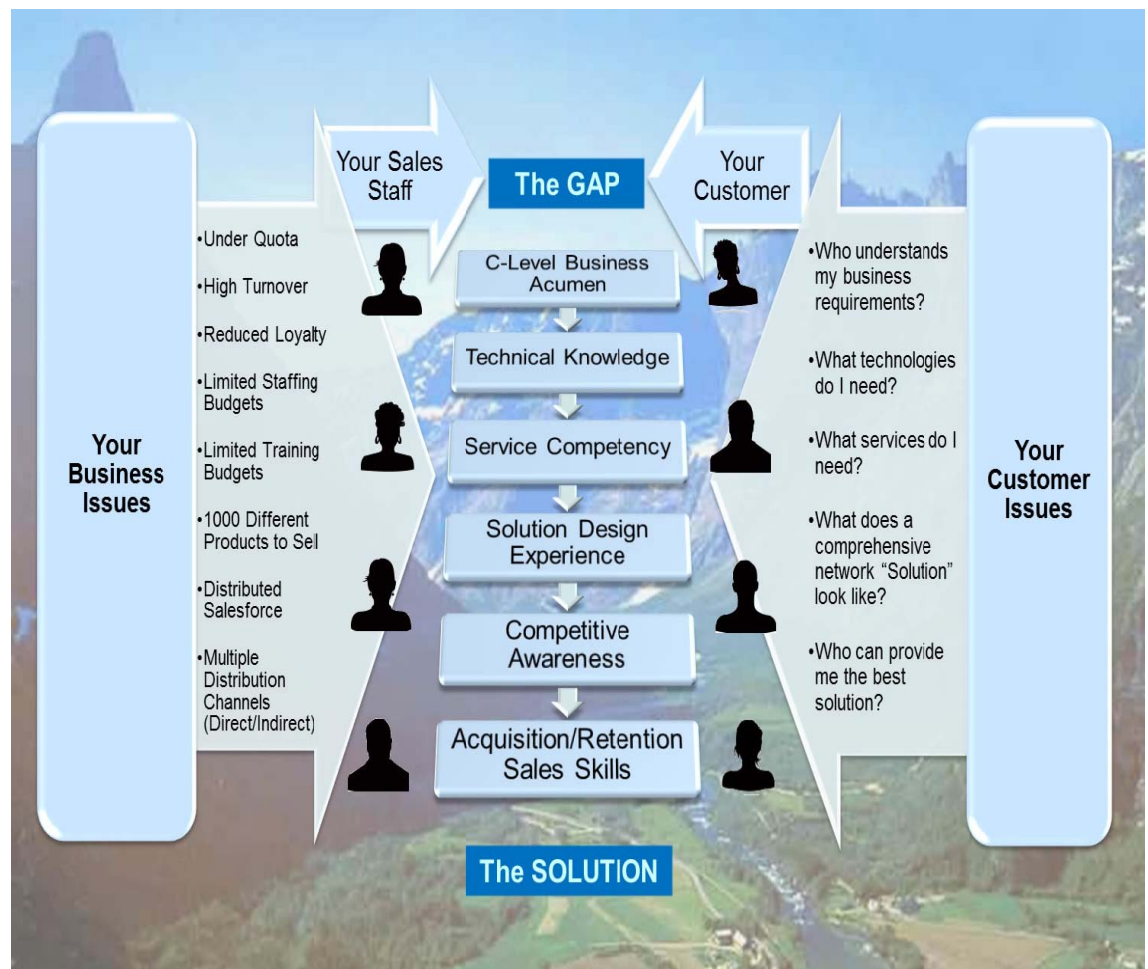 Your Sales
Staff
The GAP
Your
Customer
Your
Business
Issues
•Under Quota
•High Turnover
•Reduced Loyalty
•Limited Staffing
Budgets
•Limited Training
Budgets
•1000 Different
Products to Sell
•Distributed
Salesforce
•Multiple
Distribution
Channels
(Direct/Indirect)
C-Level Business
Acumen
Technical Knowledge
Service Competency
Solution Design
Experience
Competitive
Awareness
Acquisition/Retention
Sales Skills
•Who understands
my business
requirements?
•What technologies
do I need?
•What services do I
need?
•What does a
comprehensive
network “Solution”
look like?
•Who can provide
me the best
solution?
Your
Customer
Issues
The SOLUTION